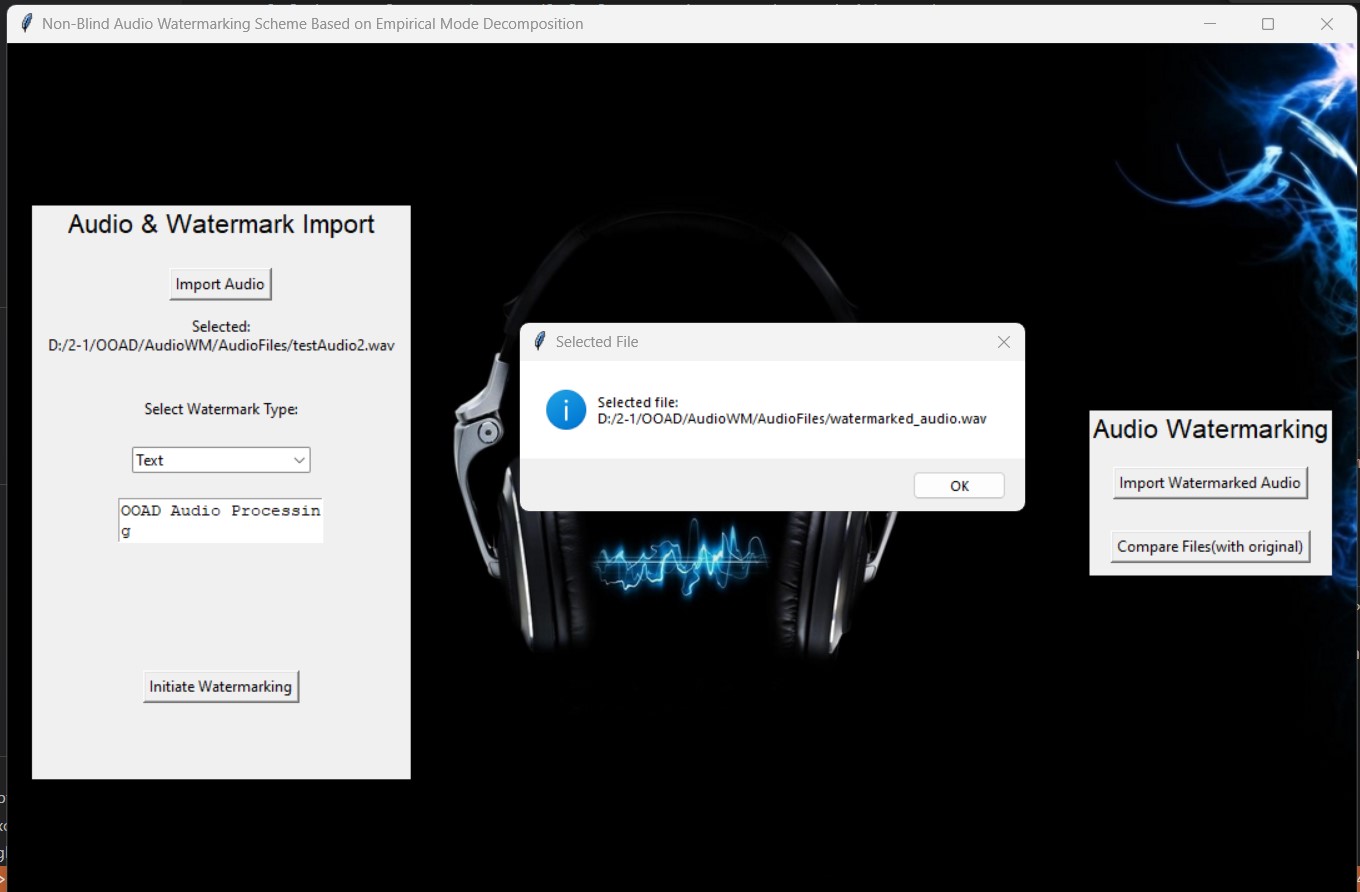 Non-Blind Audio Watermarking Scheme Based on Empirical Mode Decomposition
Audio & Watermark Import
Import Audio
Selected:
D:/2-1/OOAD/AudioWM/AudioFiles/testAudio2.wav
Select Watermark Type:
Text
OOAD Audio Processin
g
Initiate Watermarking
Selected File
Selected file:
D:/2-1/OOAD/AudioWM/AudioFiles/watermarked_audio.wav
OK
Audio Watermarking
Import Watermarked Audio
Compare Files(with original)